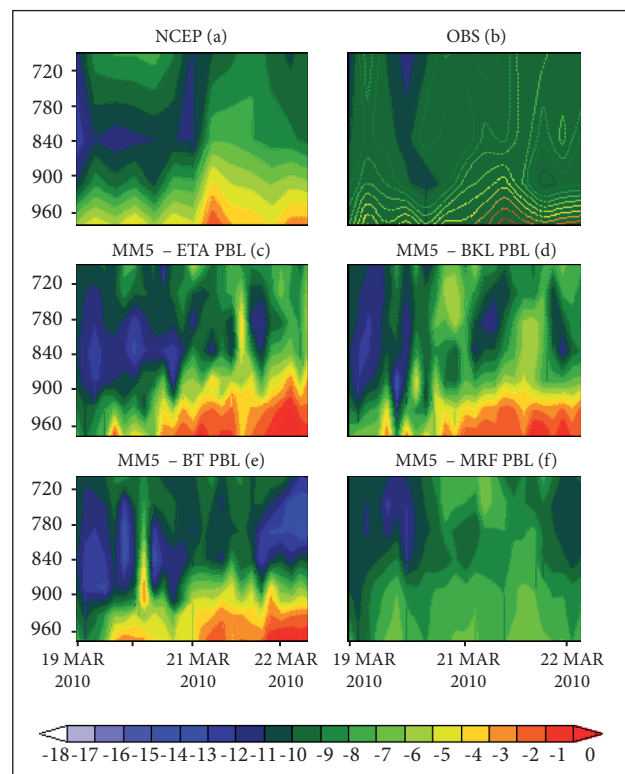 NCEP (a) OBS (b)
720
780
840
900
960
MM5 – ETA PBL (c) MM5 – BKL PBL (d)
720
780
840
900
960
MM5 – BT PBL (e) MM5 – MRF PBL (f)
720
780
840
900
960
19 MAR 21 MAR 22 MAR 19 MAR 21 MAR 22 MAR
2010 2010 2010 2010 2010 2010
-18 -17 -16 -15 -14 -13 -12 -11 -10 -9 -8 -7 -6 -5 -4 -3 -2 -1 0